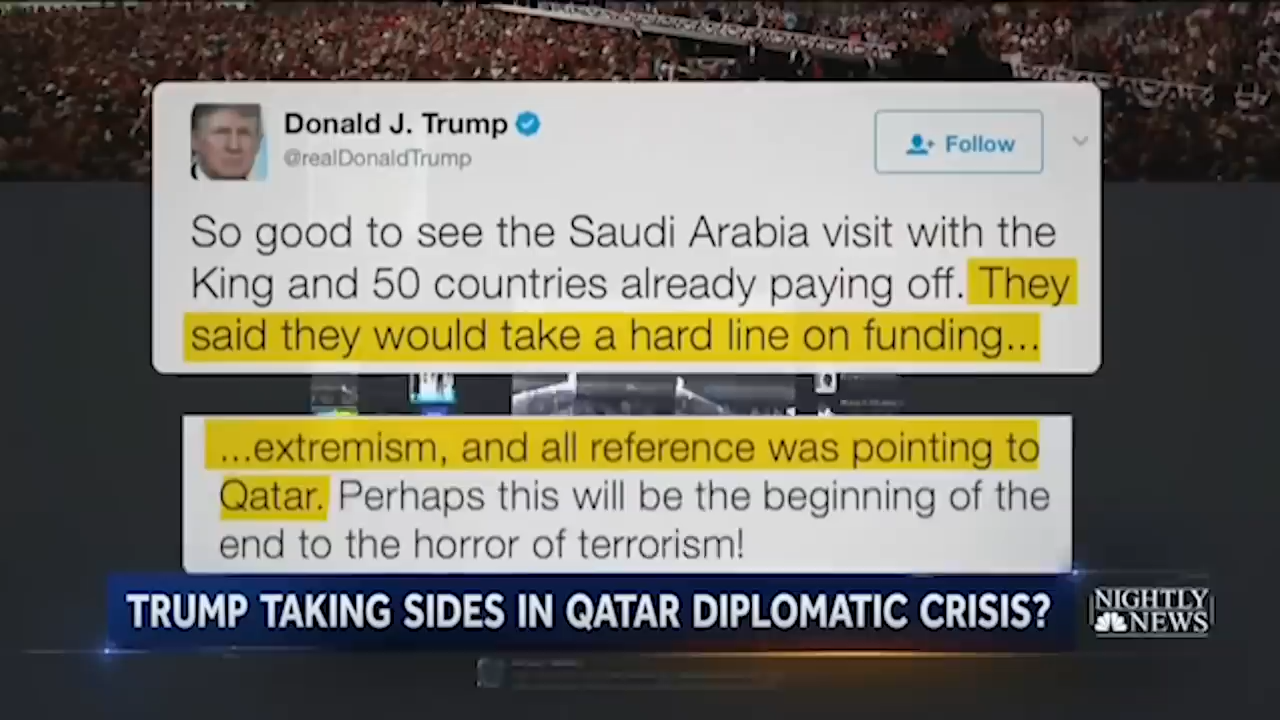 Donald J. Trump
@realDonaldTrump
Follow
So good to see the Saudi Arabia visit with the
King and 50 countries already paying off. They
said they would take a hard line on funding...
...extremism, and all reference was pointing to
Qatar. Perhaps this will be the beginning of the
end to the horror of terrorism!
TRUMP TAKING SIDES IN QATAR DIPLOMATIC CRISIS?
NIGHTLY
NEWS